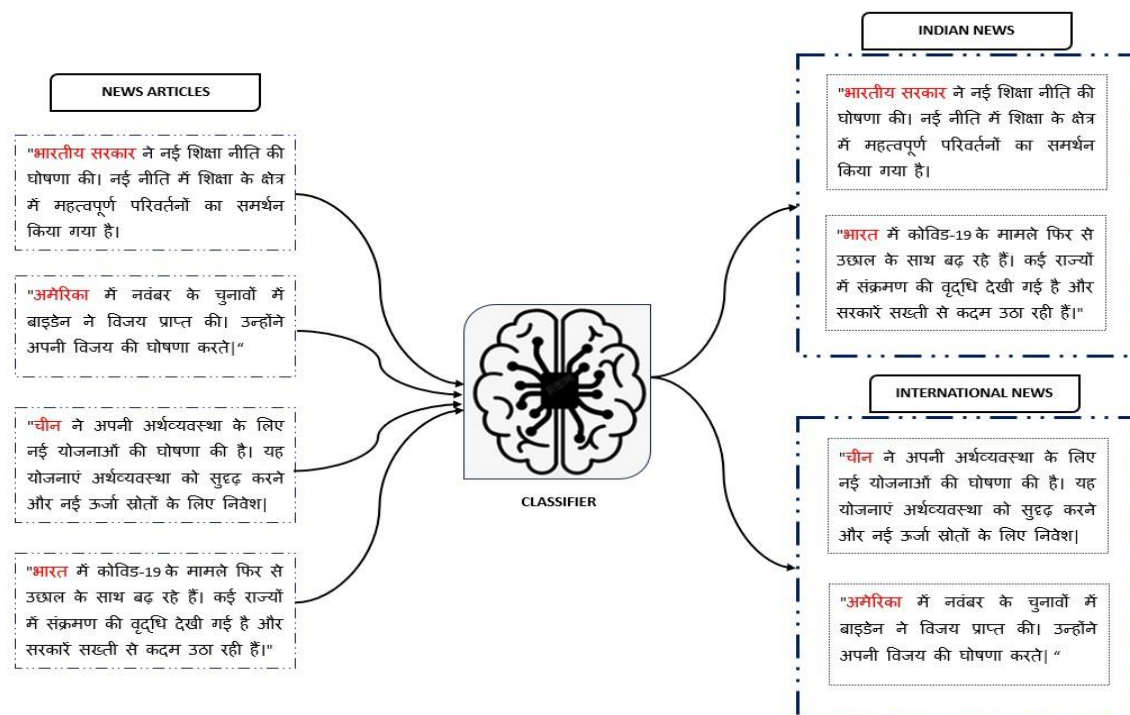 NEWS ARTICLES
"भारतीय सरकार ने नई शिक्षा नीति की
घोषणा की। नई नीति में शिक्षा के क्षेत्र
में महत्वपूर्ण परिवर्तनों का समर्थन
किया गया है।
"अमेरिका में नवंबर के चुनावों में
बाइडेन ने विजय प्राप्त की। उन्होंने
अपनी विजय की घोषणा करते|“
"चीन ने अपनी अर्थव्यवस्था के लिए
नई योजनाओं की घोषणा की है। यह
योजनाएं अर्थव्यवस्था को सुदृढ़ करने
और नई ऊर्जा स्रोतों के लिए निवेश|
"भारत में कोविड-19 के मामले फिर से
उछाल के साथ बढ़ रहे हैं। कई राज्यों
में संक्रमण की वृद्धि देखी गई है और
सरकारें सख्ती से कदम उठा रही हैं।"
CLASSIFIER
INDIAN NEWS
"भारतीय सरकार ने नई शिक्षा नीति की
घोषणा की। नई नीति में शिक्षा के क्षेत्र
में महत्वपूर्ण परिवर्तनों का समर्थन
किया गया है।
"भारत में कोविड-19 के मामले फिर से
उछाल के साथ बढ़ रहे हैं। कई राज्यों
में संक्रमण की वृद्धि देखी गई है और
सरकारें सख्ती से कदम उठा रही हैं।"
INTERNATIONAL NEWS
"चीन ने अपनी अर्थव्यवस्था के लिए
नई योजनाओं की घोषणा की है। यह
योजनाएं अर्थव्यवस्था को सुदृढ़ करने
और नई ऊर्जा स्रोतों के लिए निवेश|
"अमेरिका में नवंबर के चुनावों में
बाइडेन ने विजय प्राप्त की। उन्होंने
अपनी विजय की घोषणा करते| “